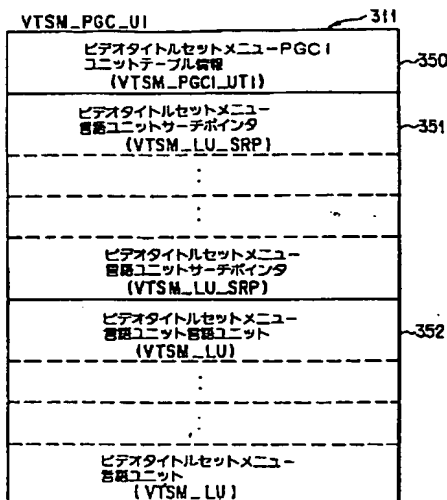 VTSM_PGC_UI
311
ビデオタイトルセットメニューPGCI
ユニットテーブル情報
(VTSM_PGCI_UTI)
350
ビデオタイトルセットメニュー
言語ユニットサーチポインタ
(VTSM_LU_SRP)
351
ビデオタイトルセットメニュー
言語ユニットサーチポインタ
(VTSM_LU_SRP)
ビデオタイトルセットメニュー
言語ユニット言語ユニット
(VTSM_LU)
352
ビデオタイトルセットメニュー
言語ユニット
(VTSM_LU)